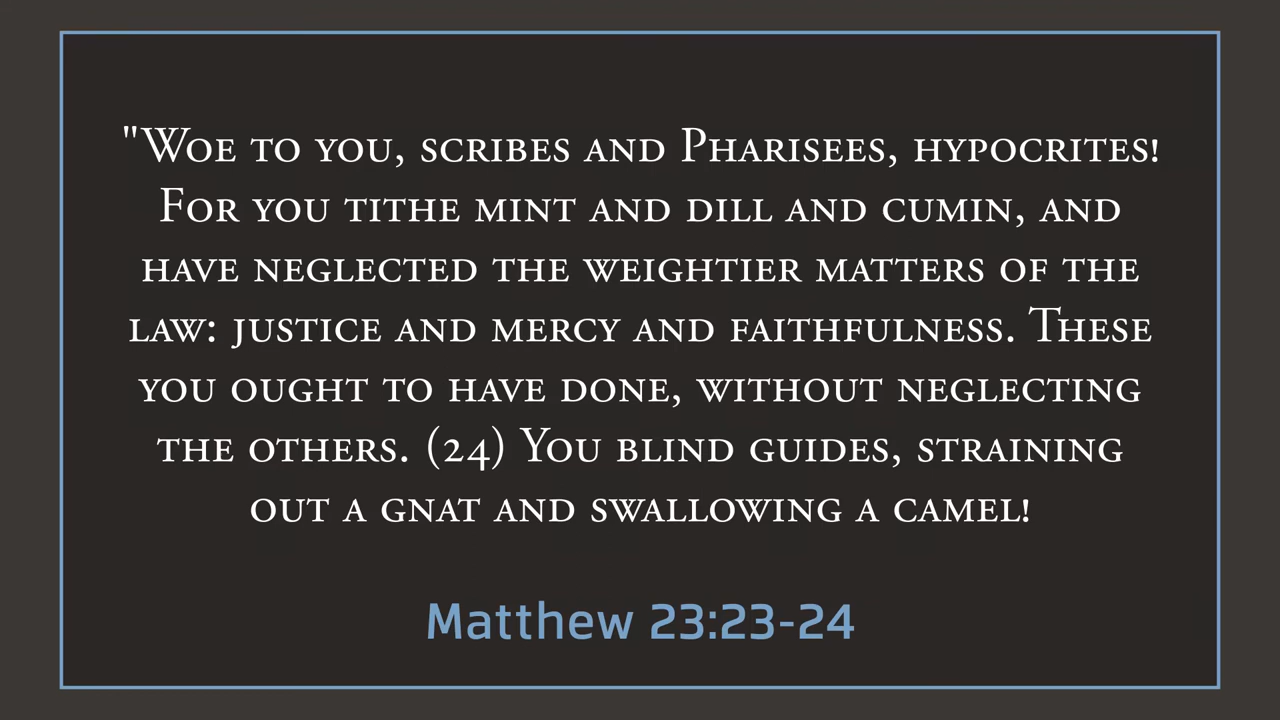 "Woe to you, scribes and Pharisees, hypocrites!
For you tithe mint and dill and cumin, and
have neglected the weightier matters of the
law: justice and mercy and faithfulness. These
you ought to have done, without neglecting
the others. (24) You blind guides, straining
out a gnat and swallowing a camel!
Matthew 23:23-24